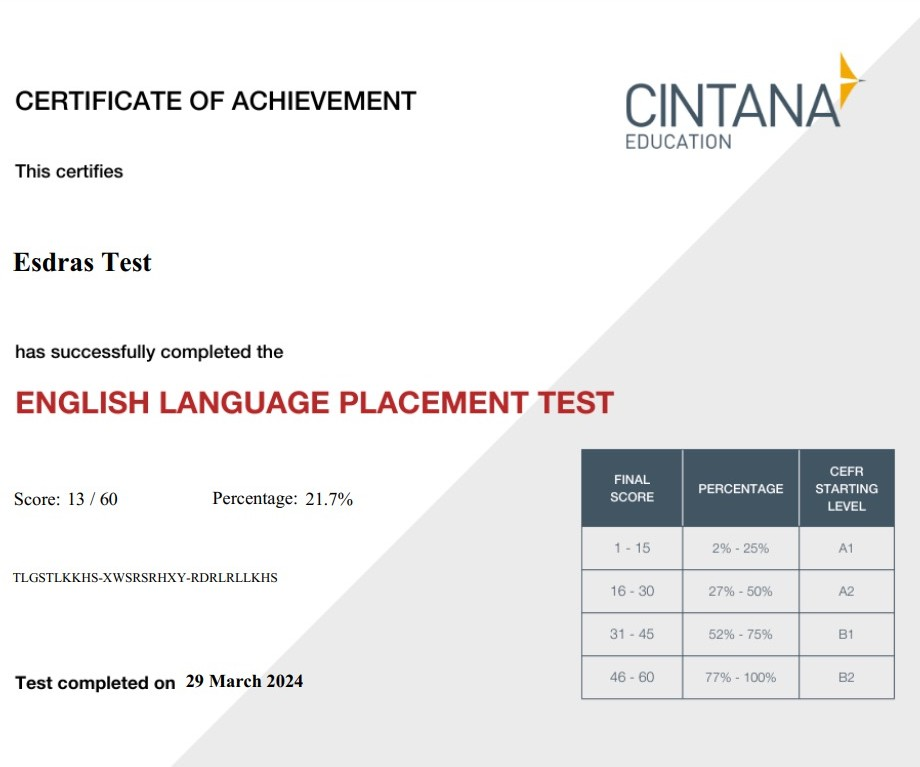 CERTIFICATE OF ACHIEVEMENT
CINTANA
EDUCATION
This certifies
Esdras Test
has successfully completed the
ENGLISH LANGUAGE PLACEMENT TEST
Score: 13 / 60 Percentage: 21.7%
TLGSTLKKHS-XWSRSRHXY-RDRLRLLKHS
Test completed on 29 March 2024
FINAL SCORE PERCENTAGE CEFR STARTING LEVEL
1 - 15 2% - 25% A1
16 - 30 27% - 50% A2
31 - 45 52% - 75% B1
46 - 60 77% - 100% B2